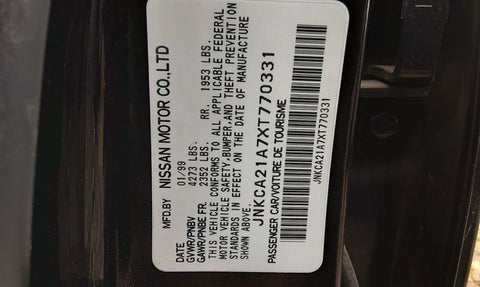 MFD.BY NISSAN MOTOR CO.,LTD
DATE 01/99
GVWR/PNBV 4273 LBS.
GAWR/PNBE FR. 2352 LBS. RR. 1953 LBS.
THIS VEHICLE CONFORMS TO ALL APPLICABLE FEDERAL
MOTOR VEHICLE SAFETY,BUMPER,AND THEFT PREVENTION
STANDARDS IN EFFECT ON THE DATE OF MANUFACTURE
SHOWN ABOVE.
JNKCA21A7XT770331
PASSENGER CAR/VOITURE DE TOURISME
JNKCA21A7XT770331